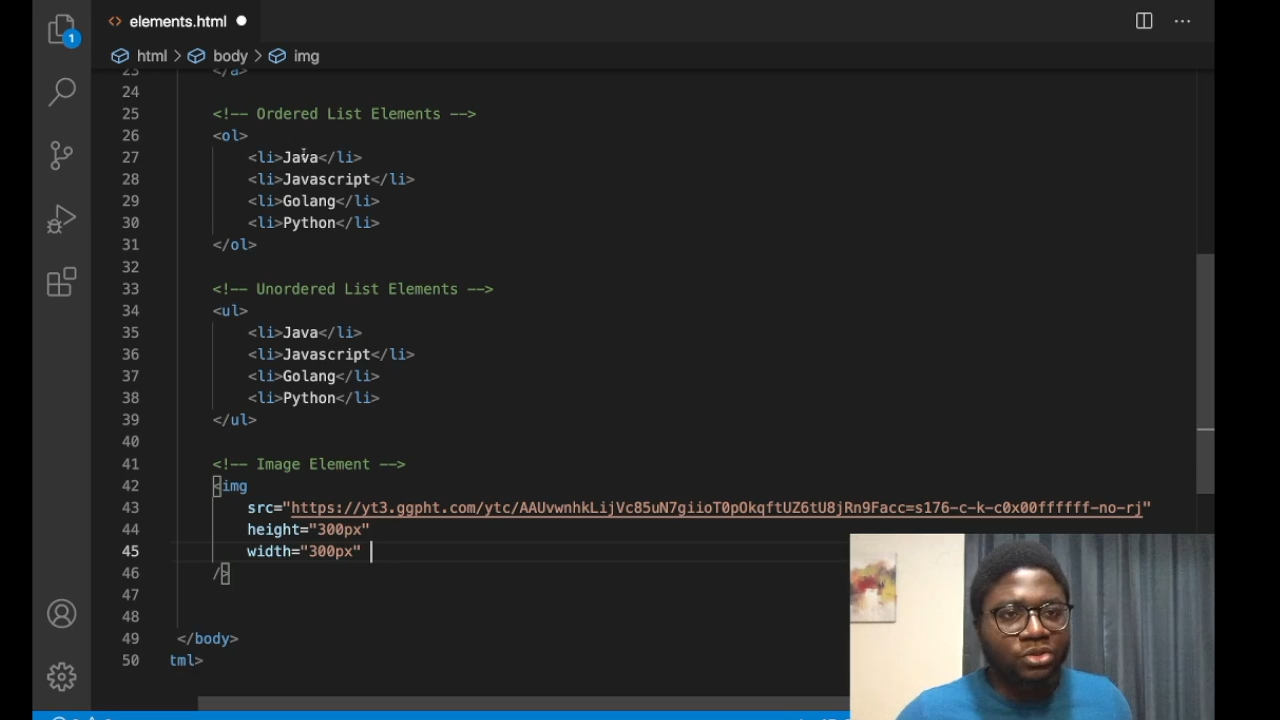 elements.html
1
html > body > img
23 </a>
24
25 <!-- Ordered List Elements -->
26 <ol>
27 <li>Java</li>
28 <li>Javascript</li>
29 <li>Golang</li>
30 <li>Python</li>
31 </ol>
32
33 <!-- Unordered List Elements -->
34 <ul>
35 <li>Java</li>
36 <li>Javascript</li>
37 <li>Golang</li>
38 <li>Python</li>
39 </ul>
40
41 <!-- Image Element -->
42 <img
43 src="https://yt3.ggpht.com/ytc/AAUvwnhkLijVc85uN7giioT0pOkqftUZ6tU8jRn9Facc=s176-c-k-c0x00ffffff-no-rj"
44 height="300px"
45 width="300px"
46 />
47
48
49 </body>
50 tml>